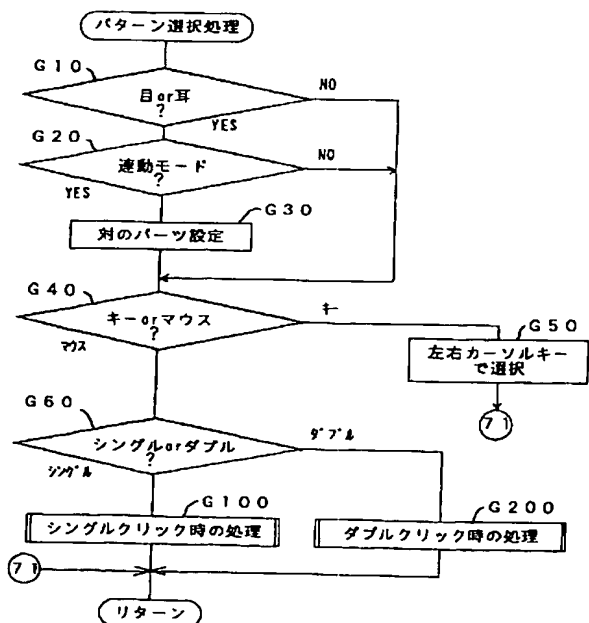 パターン選択処理
G10
目or耳
?
NO
YES
G20
連動モード
?
NO
YES
G30
対のパーツ設定
G40
キーorマウス
?
キー
マウス
G50
左右カーソルキー
で選択
71
G60
シングルorダブル
?
ダブル
シングル
G100
シングルクリック時の処理
G200
ダブルクリック時の処理
71
リターン